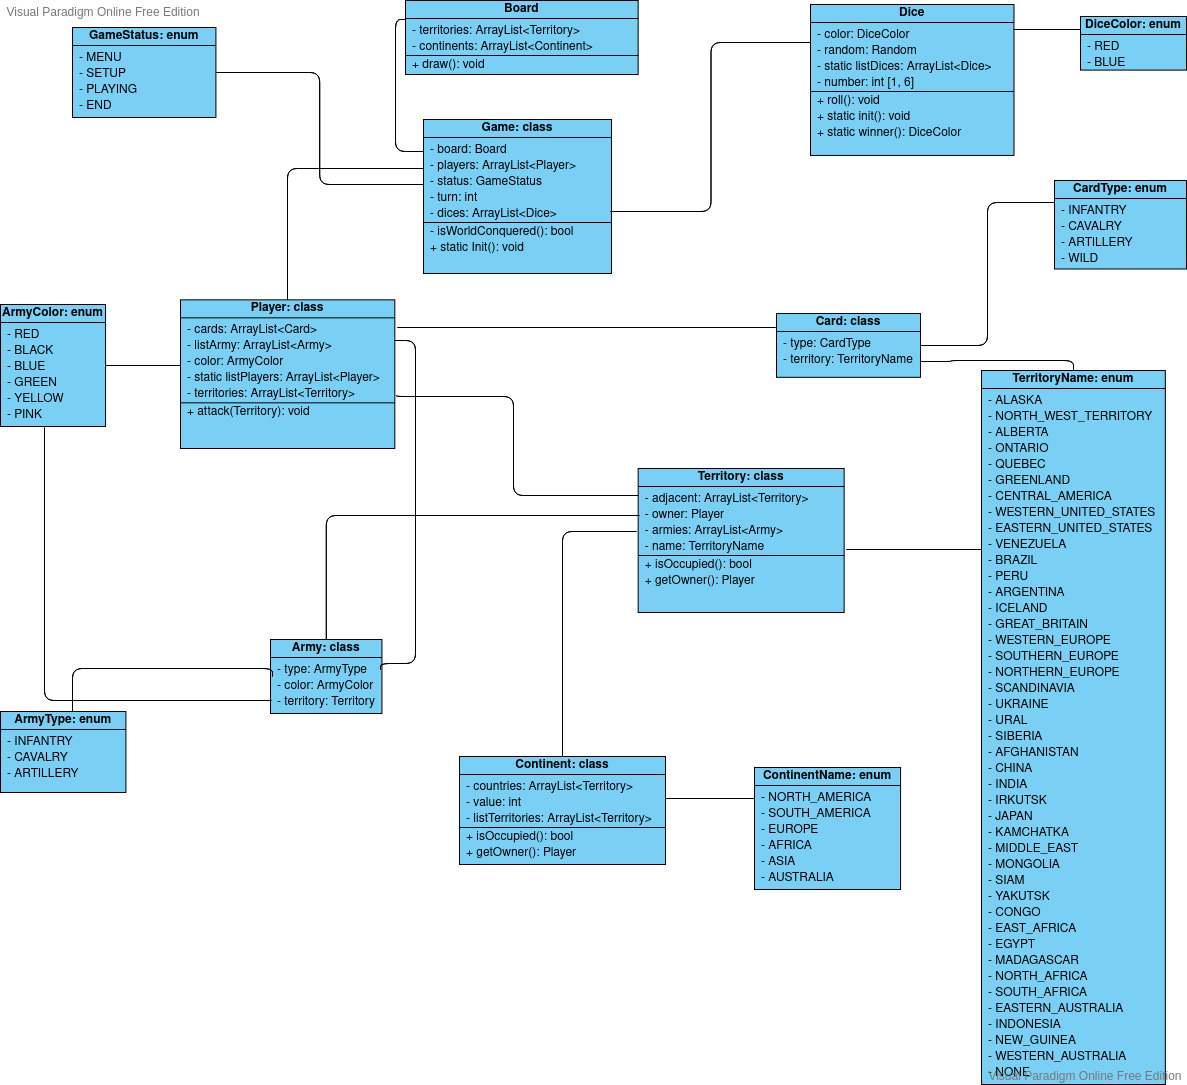 Visual Paradigm Online Free Edition
GameStatus: enum
- MENU
- SETUP
- PLAYING
- END
Board
- territories: ArrayList<Territory>
- continents: ArrayList<Continent>
+ draw(): void
Dice
- color: DiceColor
- random: Random
- static listDices: ArrayList<Dice>
- number: int [1, 6]
+ roll(): void
+ static init(): void
+ static winner(): DiceColor
DiceColor: enum
- RED
- BLUE
Game: class
- board: Board
- players: ArrayList<Player>
- status: GameStatus
- turn: int
- dices: ArrayList<Dice>
- isWorldConquered(): bool
+ static Init(): void
CardType: enum
- INFANTRY
- CAVALRY
- ARTILLERY
- WILD
ArmyColor: enum
- RED
- BLACK
- BLUE
- GREEN
- YELLOW
- PINK
Player: class
- cards: ArrayList<Card>
- listArmy: ArrayList<Army>
- color: ArmyColor
- static listPlayers: ArrayList<Player>
- territories: ArrayList<Territory>
+ attack(Territory): void
Card: class
- type: CardType
- territory: TerritoryName
TerritoryName: enum
- ALASKA
- NORTH_WEST_TERRITORY
- ALBERTA
- ONTARIO
- QUEBEC
- GREENLAND
- CENTRAL_AMERICA
- WESTERN_UNITED_STATES
- EASTERN_UNITED_STATES
- VENEZUELA
- BRAZIL
- PERU
- ARGENTINA
- ICELAND
- GREAT_BRITAIN
- WESTERN_EUROPE
- SOUTHERN_EUROPE
- NORTHERN_EUROPE
- SCANDINAVIA
- UKRAINE
- URAL
- SIBERIA
- AFGHANISTAN
- CHINA
- INDIA
- IRKUTSK
- JAPAN
- KAMCHATKA
- MIDDLE_EAST
- MONGOLIA
- SIAM
- YAKUTSK
- CONGO
- EAST_AFRICA
- EGYPT
- MADAGASCAR
- NORTH_AFRICA
- SOUTH_AFRICA
- EASTERN_AUSTRALIA
- INDONESIA
- NEW_GUINEA
- WESTERN_AUSTRALIA
- NONE
Territory: class
- adjacent: ArrayList<Territory>
- owner: Player
- armies: ArrayList<Army>
- name: TerritoryName
+ isOccupied(): bool
+ getOwner(): Player
Army: class
- type: ArmyType
- color: ArmyColor
- territory: Territory
ArmyType: enum
- INFANTRY
- CAVALRY
- ARTILLERY
Continent: class
- countries: ArrayList<Territory>
- value: int
- listTerritories: ArrayList<Territory>
+ isOccupied(): bool
+ getOwner(): Player
ContinentName: enum
- NORTH_AMERICA
- SOUTH_AMERICA
- EUROPE
- AFRICA
- ASIA
- AUSTRALIA
Visual Paradigm Online Free Edition